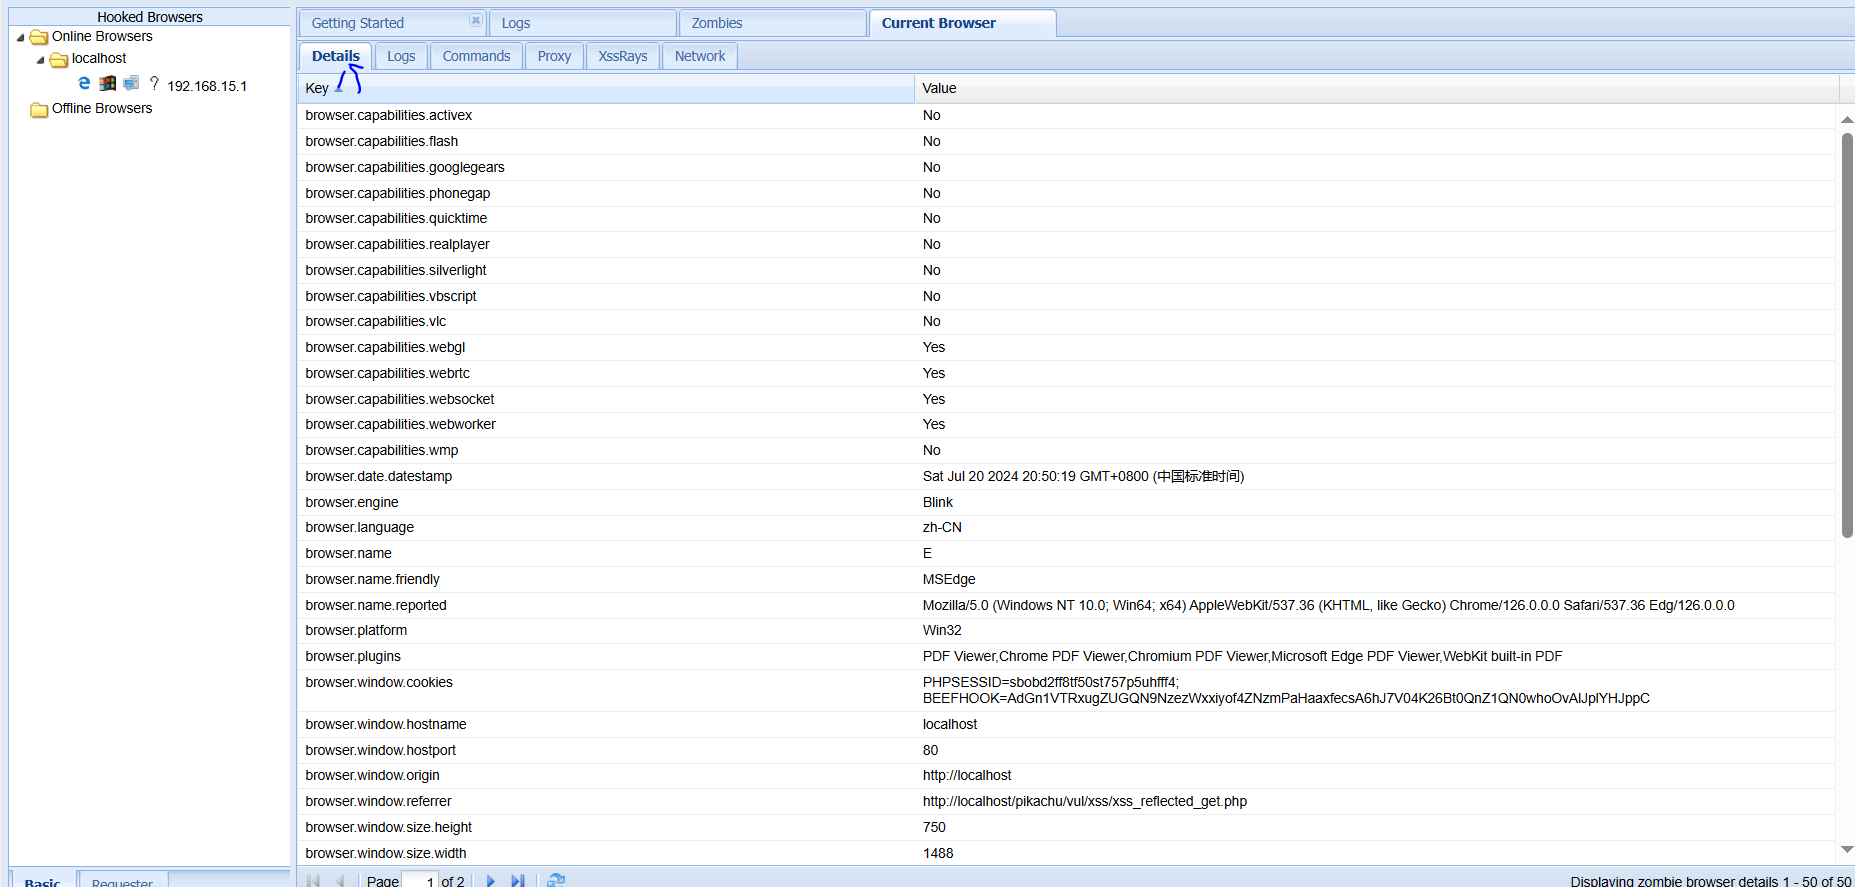 Hooked Browsers
Online Browsers
localhost
192.168.15.1
Offline Browsers
Basic Requester
Getting Started Logs Zombies Current Browser
Details Logs Commands Proxy XssRays Network
Key Value
browser.capabilities.activex No
browser.capabilities.flash No
browser.capabilities.googlegears No
browser.capabilities.phonegap No
browser.capabilities.quicktime No
browser.capabilities.realplayer No
browser.capabilities.silverlight No
browser.capabilities.vbscript No
browser.capabilities.vlc No
browser.capabilities.webgl Yes
browser.capabilities.webrtc Yes
browser.capabilities.websocket Yes
browser.capabilities.webworker Yes
browser.capabilities.wmp No
browser.date.datestamp Sat Jul 20 2024 20:50:19 GMT+0800 (中国标准时间)
browser.engine Blink
browser.language zh-CN
browser.name E
browser.name.friendly MSEdge
browser.name.reported Mozilla/5.0 (Windows NT 10.0; Win64; x64) AppleWebKit/537.36 (KHTML, like Gecko) Chrome/126.0.0.0 Safari/537.36 Edg/126.0.0.0
browser.platform Win32
browser.plugins PDF Viewer,Chrome PDF Viewer,Chromium PDF Viewer,Microsoft Edge PDF Viewer,WebKit built-in PDF
browser.window.cookies PHPSESSID=sbobd2ff8tf50st757p5uhfff4;
BEEFHOOK=AdGn1VTRxugZUGQN9NzezWxxiyof4ZNzmPaHaaxfecsA6hJ7V04K26Bt0QnZ1QN0whoOvAlJplYHJppC
browser.window.hostname localhost
browser.window.hostport 80
browser.window.origin http://localhost
browser.window.referrer http://localhost/pikachu/vul/xss/xss_reflected_get.php
browser.window.size.height 750
browser.window.size.width 1488
Page 1 of 2 Displaying zombie browser details 1 - 50 of 50